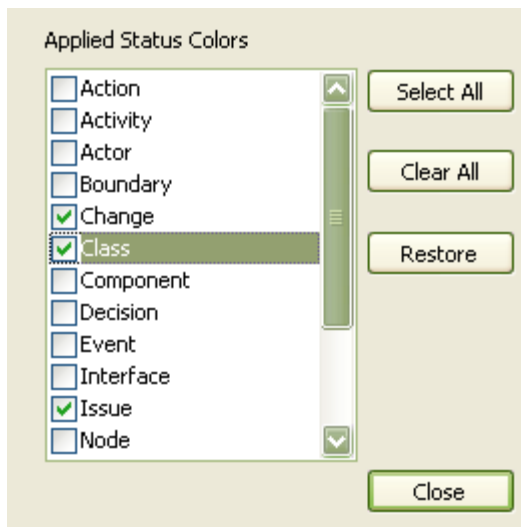 Applied Status Colors
Action
Activity
Actor
Boundary
Change
Class
Component
Decision
Event
Interface
Issue
Node
Select All
Clear All
Restore
Close